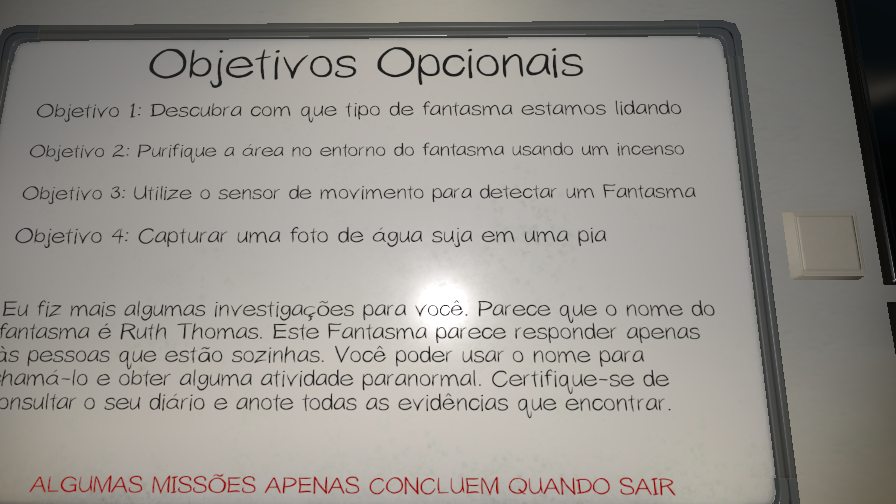 Objetivos Opcionais
Objetivo 1: Descubra com que tipo de fantasma estamos lidando
Objetivo 2: Purifique a área no entorno do fantasma usando um incenso
Objetivo 3: Utilize o sensor de movimento para detectar um Fantasma
Objetivo 4: Capturar uma foto de água suja em uma pia
Eu fiz mais algumas investigações para você. Parece que o nome do
fantasma é Ruth Thomas. Este Fantasma parece responder apenas
às pessoas que estão sozinhas. Você poder usar o nome para
chamá-lo e obter alguma atividade paranormal. Certifique-se de
onsultar o seu diário e anote todas as evidências que encontrar.
ALGUMAS MISSÕES APENAS CONCLUEM QUANDO SAIR